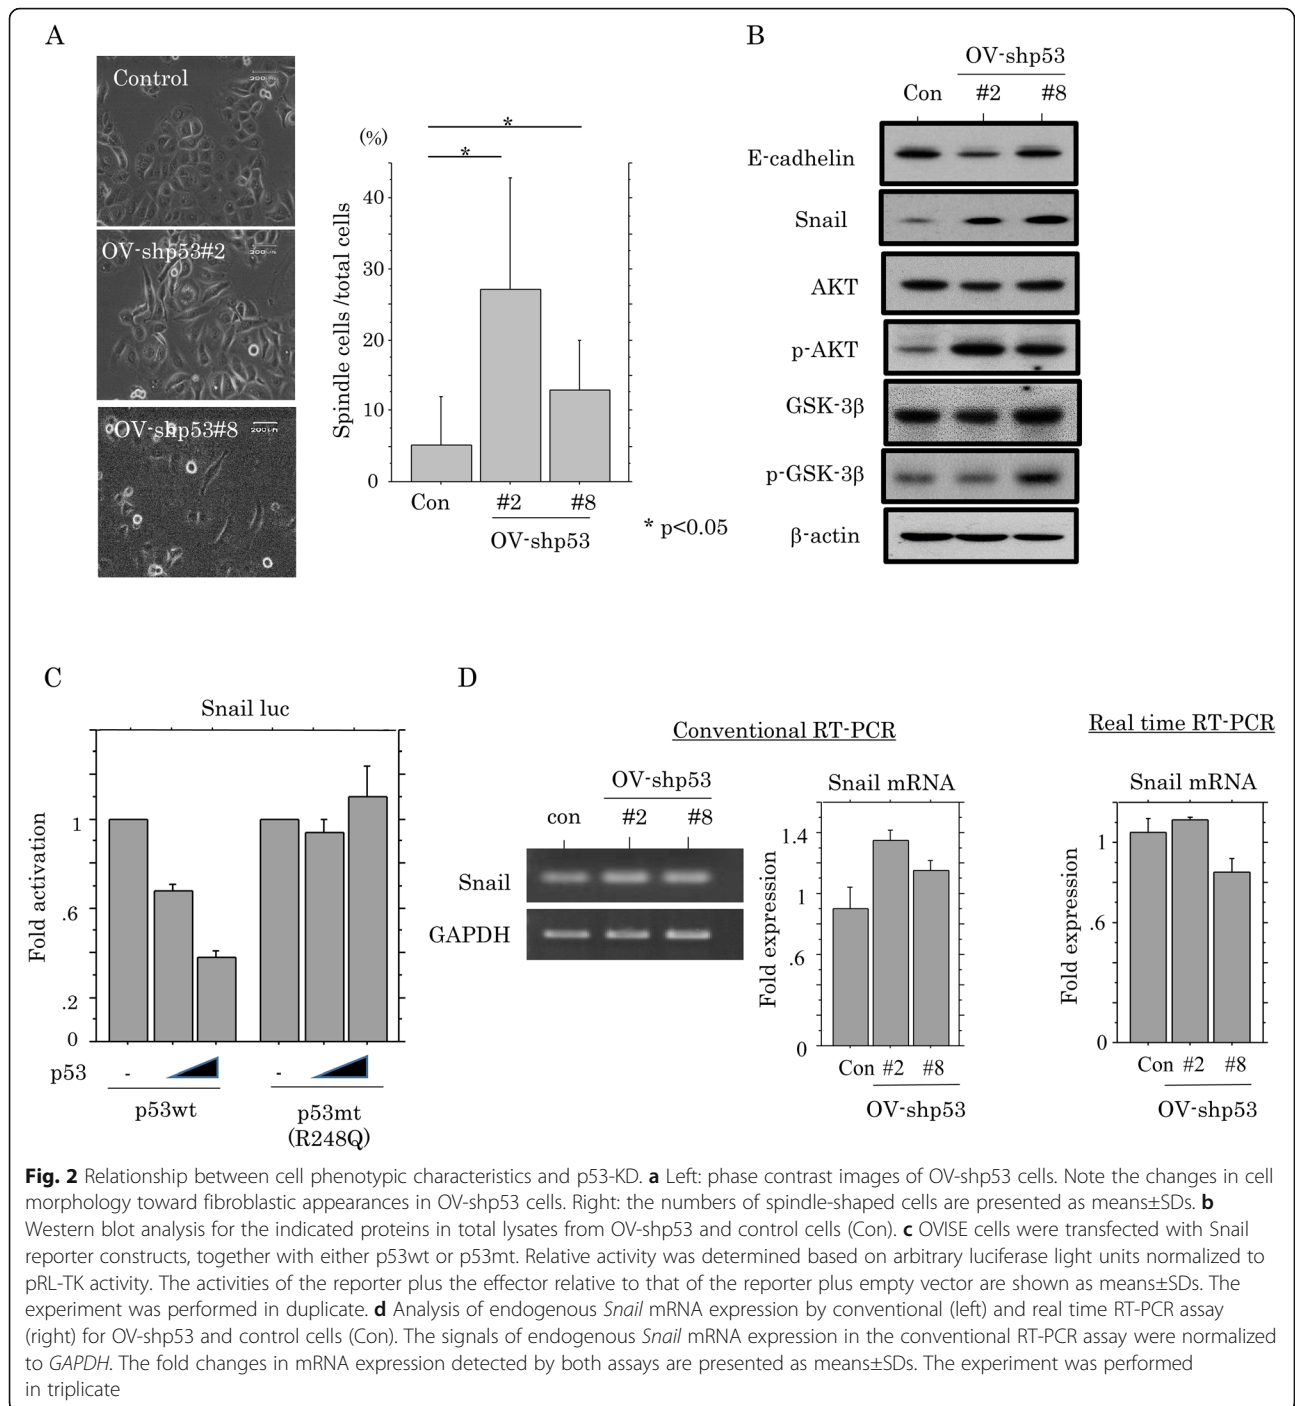 A
Control
200μm
OV-shp53#2
200μm
OV-shp53#8
200μm
(%)
*
*
Spindle cells /total cells
40
30
20
10
0
Con
#2
#8
OV-shp53
* p<0.05
B
OV-shp53
Con
#2
#8
E-cadhelin
Snail
AKT
p-AKT
GSK-3β
p-GSK-3β
β-actin
C
Snail luc
Fold activation
1
.6
.2
0
p53
-
-
p53wt
p53mt
(R248Q)
D
Conventional RT-PCR
OV-shp53
con
#2
#8
Snail
GAPDH
Snail mRNA
Fold expression
1.4
1
.6
0
Con #2 #8
OV-shp53
Real time RT-PCR
Snail mRNA
Fold expression
1
.6
0
Con #2 #8
OV-shp53
Fig. 2 Relationship between cell phenotypic characteristics and p53-KD. a Left: phase contrast images of OV-shp53 cells. Note the changes in cell
morphology toward fibroblastic appearances in OV-shp53 cells. Right: the numbers of spindle-shaped cells are presented as means±SDs. b
Western blot analysis for the indicated proteins in total lysates from OV-shp53 and control cells (Con). c OVISE cells were transfected with Snail
reporter constructs, together with either p53wt or p53mt. Relative activity was determined based on arbitrary luciferase light units normalized to
pRL-TK activity. The activities of the reporter plus the effector relative to that of the reporter plus empty vector are shown as means±SDs. The
experiment was performed in duplicate. d Analysis of endogenous Snail mRNA expression by conventional (left) and real time RT-PCR assay
(right) for OV-shp53 and control cells (Con). The signals of endogenous Snail mRNA expression in the conventional RT-PCR assay were normalized
to GAPDH. The fold changes in mRNA expression detected by both assays are presented as means±SDs. The experiment was performed
in triplicate